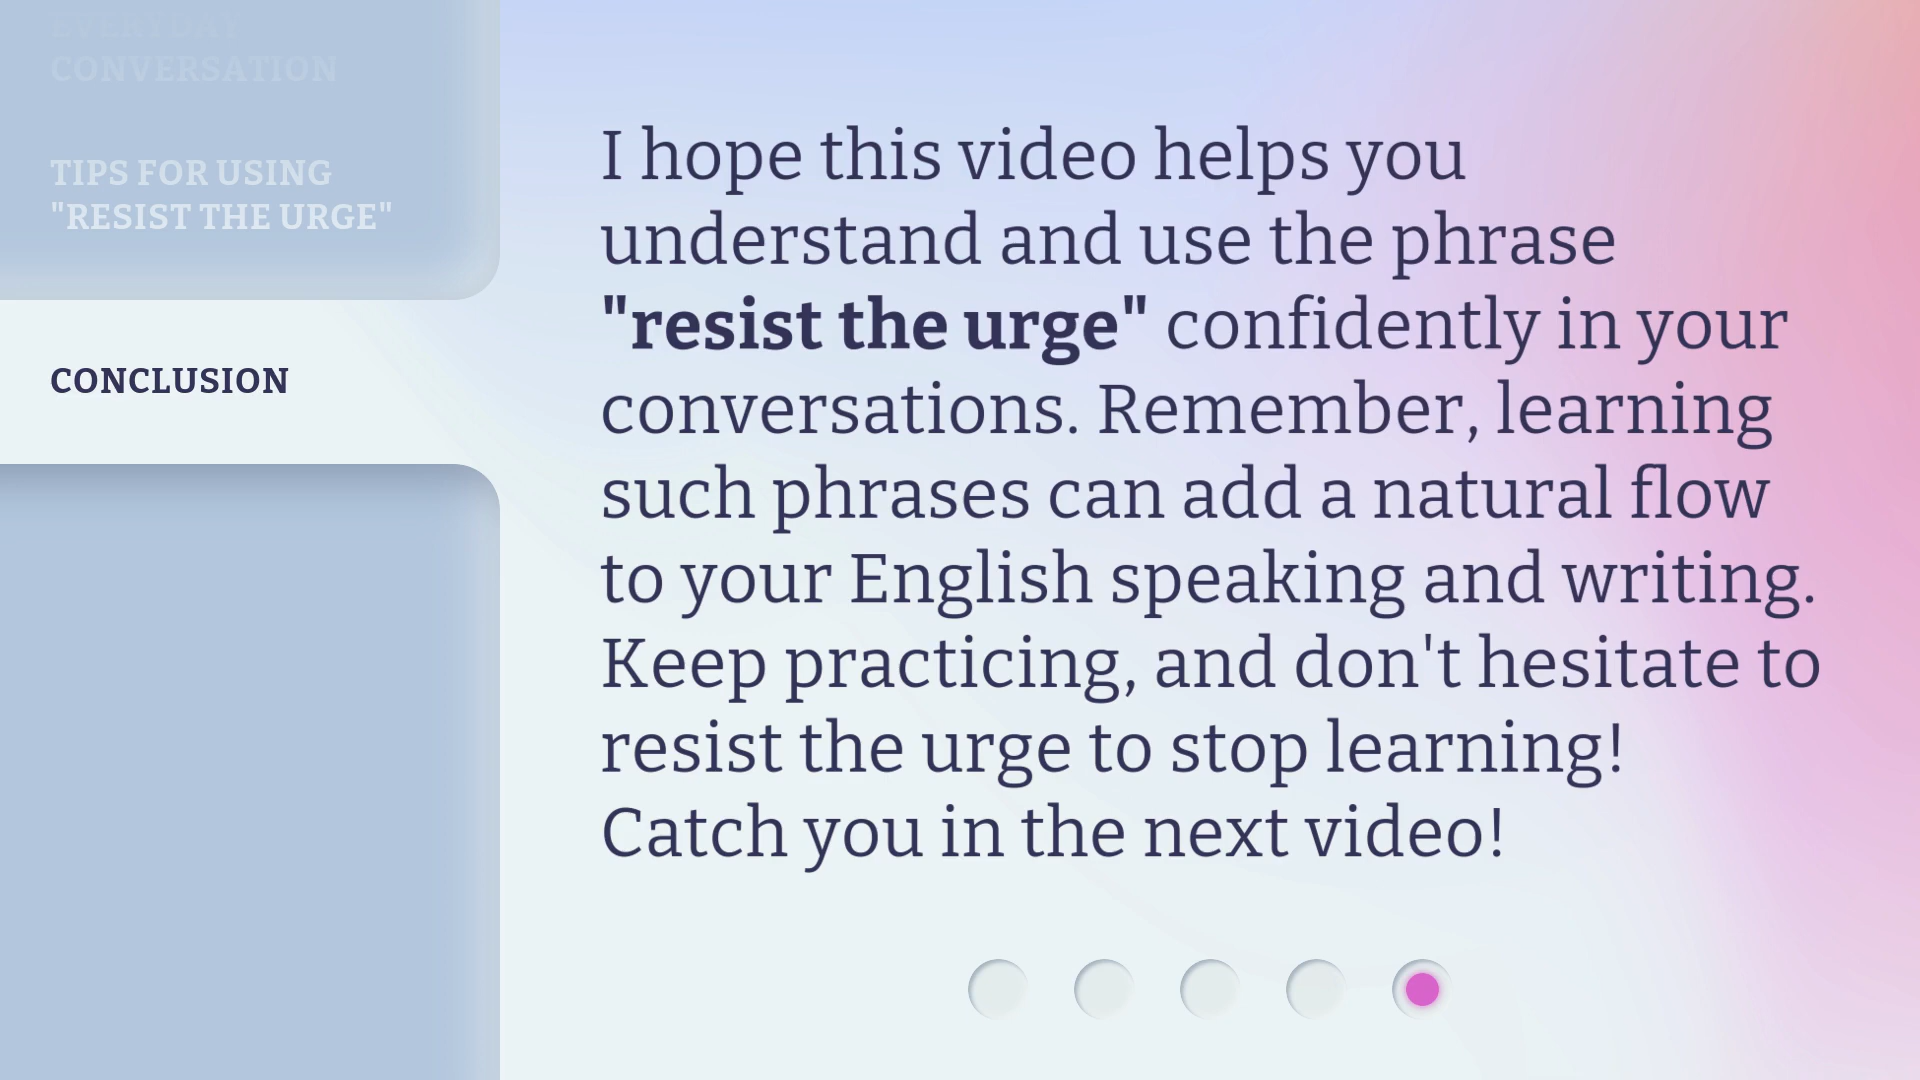 EVERYDAY
CONVERSATION
TIPS FOR USING
"RESIST THE URGE"
CONCLUSION
I hope this video helps you
understand and use the phrase
"resist the urge" confidently in your
conversations. Remember, learning
such phrases can add a natural flow
to your English speaking and writing.
Keep practicing, and don't hesitate to
resist the urge to stop learning!
Catch you in the next video!